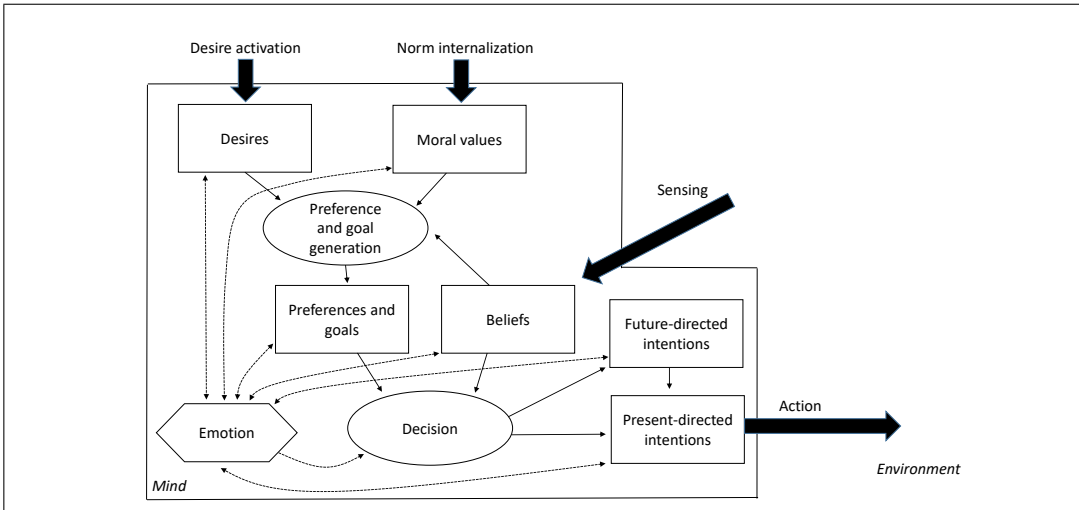 Desire activation
Norm internalization
Desires
Moral values
Sensing
Preference
and goal
generation
Preferences and
goals
Beliefs
Future-directed
intentions
Emotion
Decision
Present-directed
intentions
Action
Mind
Environment